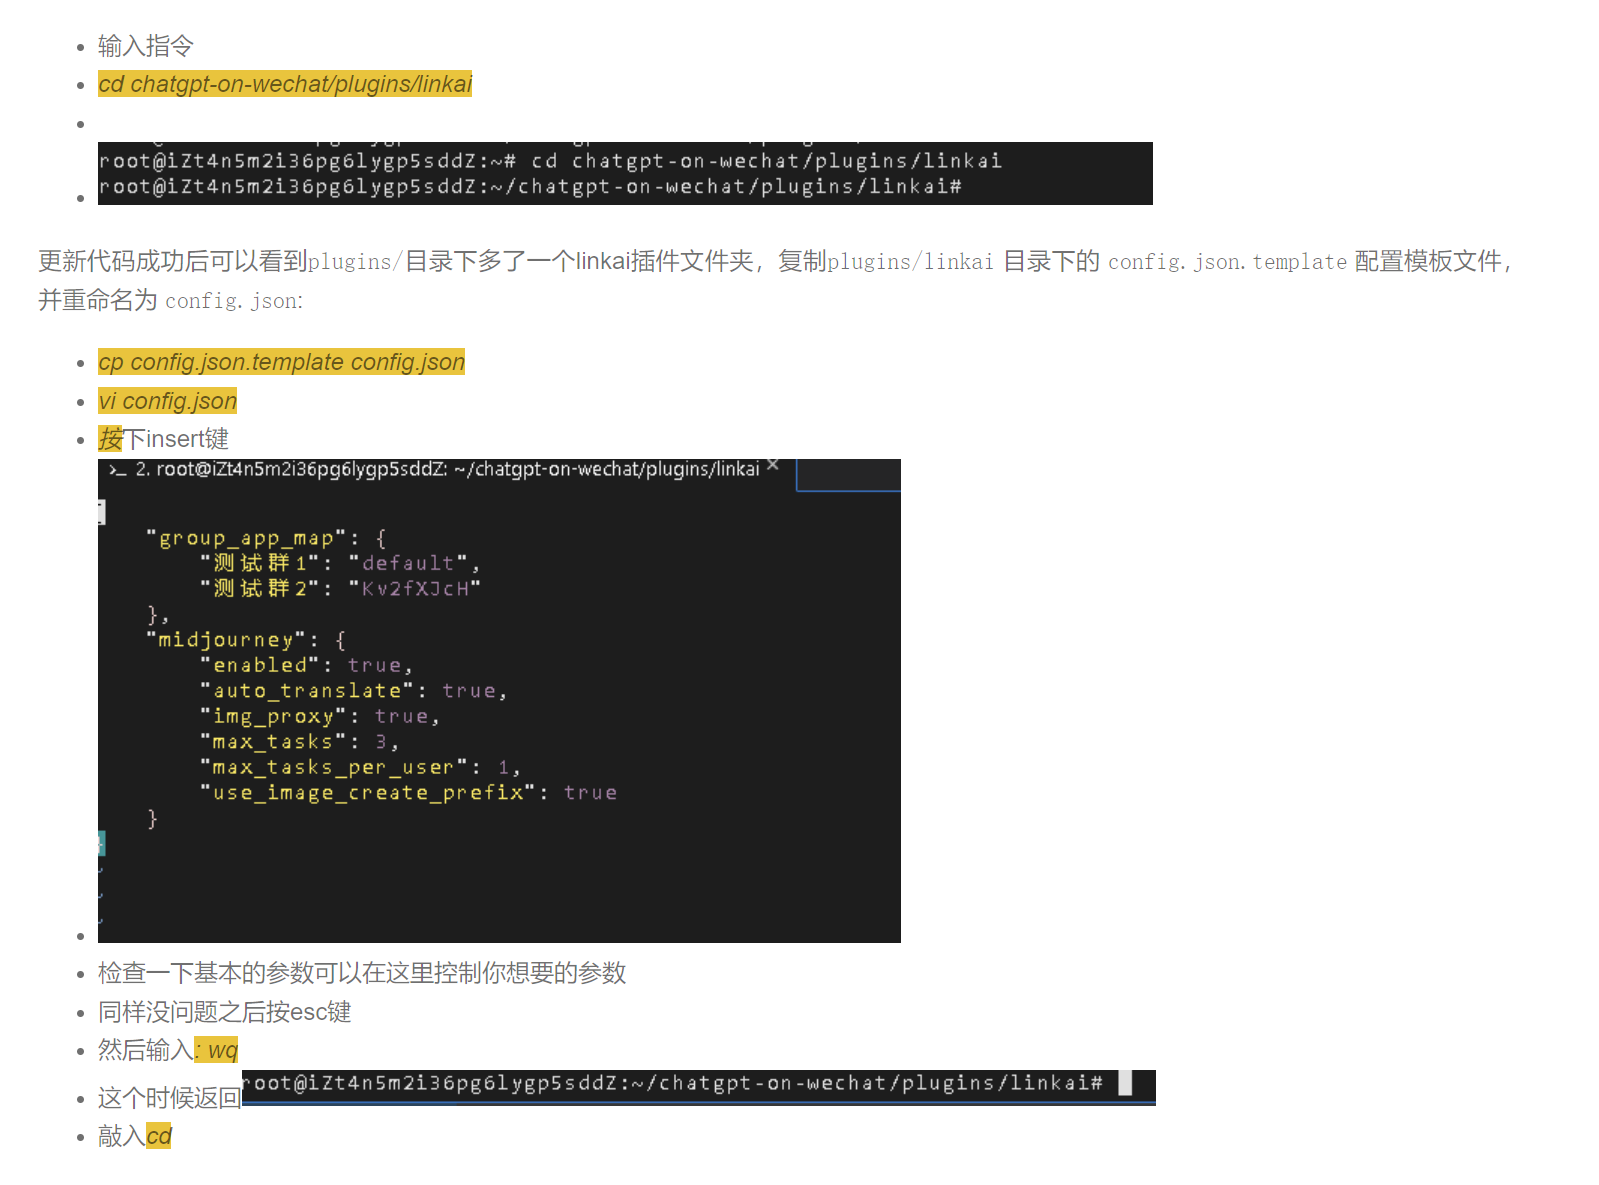 输入指令
cd chatgpt-on-wechat/plugins/linkai
root@iZt4n5m2i36pg6lygp5sddZ:~# cd chatgpt-on-wechat/plugins/linkai
root@iZt4n5m2i36pg6lygp5sddZ:~/chatgpt-on-wechat/plugins/linkai#
更新代码成功后可以看到plugins/目录下多了一个linkai插件文件夹，复制plugins/linkai 目录下的 config.json.template 配置模板文件，
并重命名为 config.json:
cp config.json.template config.json
vi config.json
按下insert键
>_ 2. root@iZt4n5m2i36pg6lygp5sddZ: ~/chatgpt-on-wechat/plugins/linkai ×
"group_app_map": {
"测试群1": "default",
"测试群2": "Kv2fXJcH"
},
"midjourney": {
"enabled": true,
"auto_translate": true,
"img_proxy": true,
"max_tasks": 3,
"max_tasks_per_user": 1,
"use_image_create_prefix": true
}
}
检查一下基本的参数可以在这里控制你想要的参数
同样没问题之后按esc键
然后输入: wq
这个时候返回root@iZt4n5m2i36pg6lygp5sddZ:~/chatgpt-on-wechat/plugins/linkai#
敲入cd